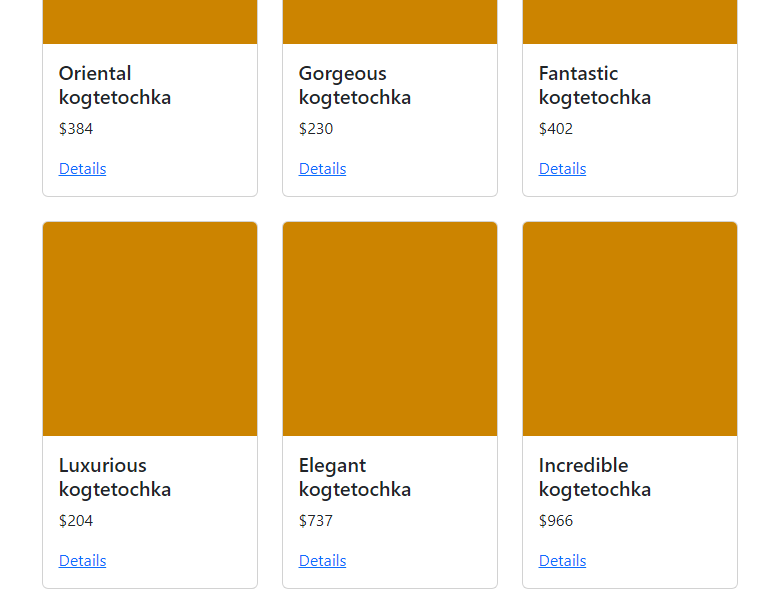 Oriental
kogtetochka
$384
Details
Gorgeous
kogtetochka
$230
Details
Fantastic
kogtetochka
$402
Details
Luxurious
kogtetochka
$204
Details
Elegant
kogtetochka
$737
Details
Incredible
kogtetochka
$966
Details